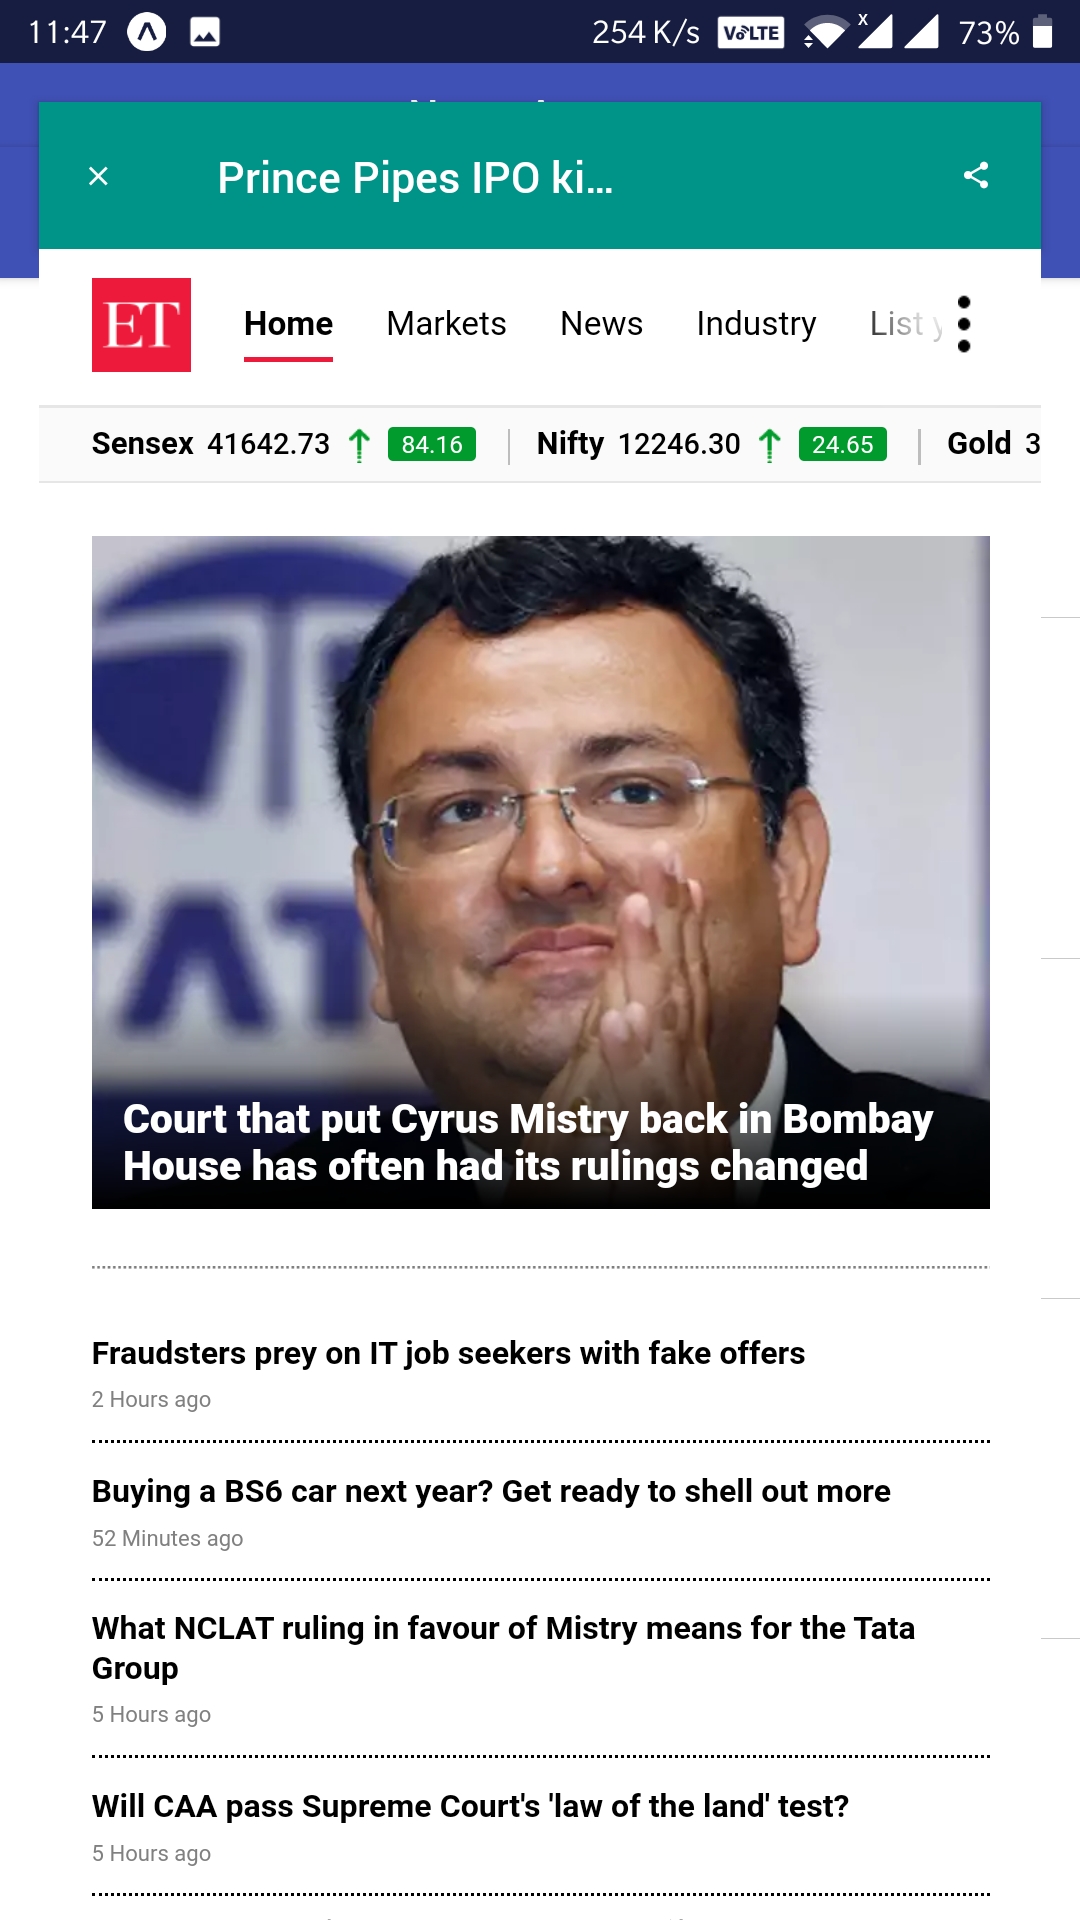 11:47 254 K/s VoLTE x 73%
Prince Pipes IPO ki...
ET Home Markets News Industry List
Sensex 41642.73 84.16 Nifty 12246.30 24.65 Gold 3
TATA
Court that put Cyrus Mistry back in Bombay
House has often had its rulings changed
Fraudsters prey on IT job seekers with fake offers
2 Hours ago
Buying a BS6 car next year? Get ready to shell out more
52 Minutes ago
What NCLAT ruling in favour of Mistry means for the Tata
Group
5 Hours ago
Will CAA pass Supreme Court's 'law of the land' test?
5 Hours ago